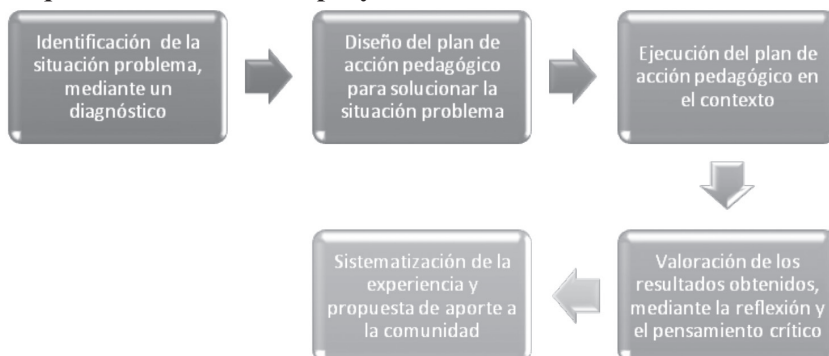 Identificación de la
situación problema,
mediante un
diagnóstico
Diseño del plan de
acción pedagógico
para solucionar la
situación problema
Ejecución del plan de
acción pedagógico en
el contexto
Valoración de los
resultados obtenidos,
mediante la reflexión y
el pensamiento crítico
Sistematización de la
experiencia y
propuesta de aporte a
la comunidad